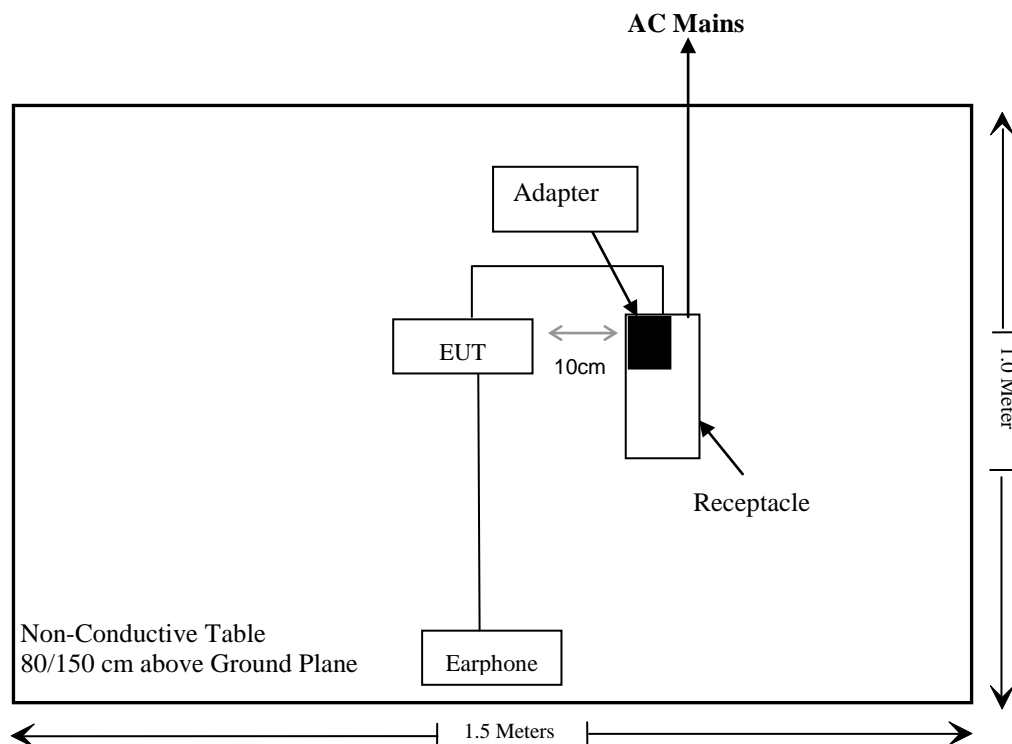 AC Mains
Adapter
EUT
10cm
1.0 Meter
Receptacle
Non-Conductive Table
80/150 cm above Ground Plane
Earphone
1.5 Meters